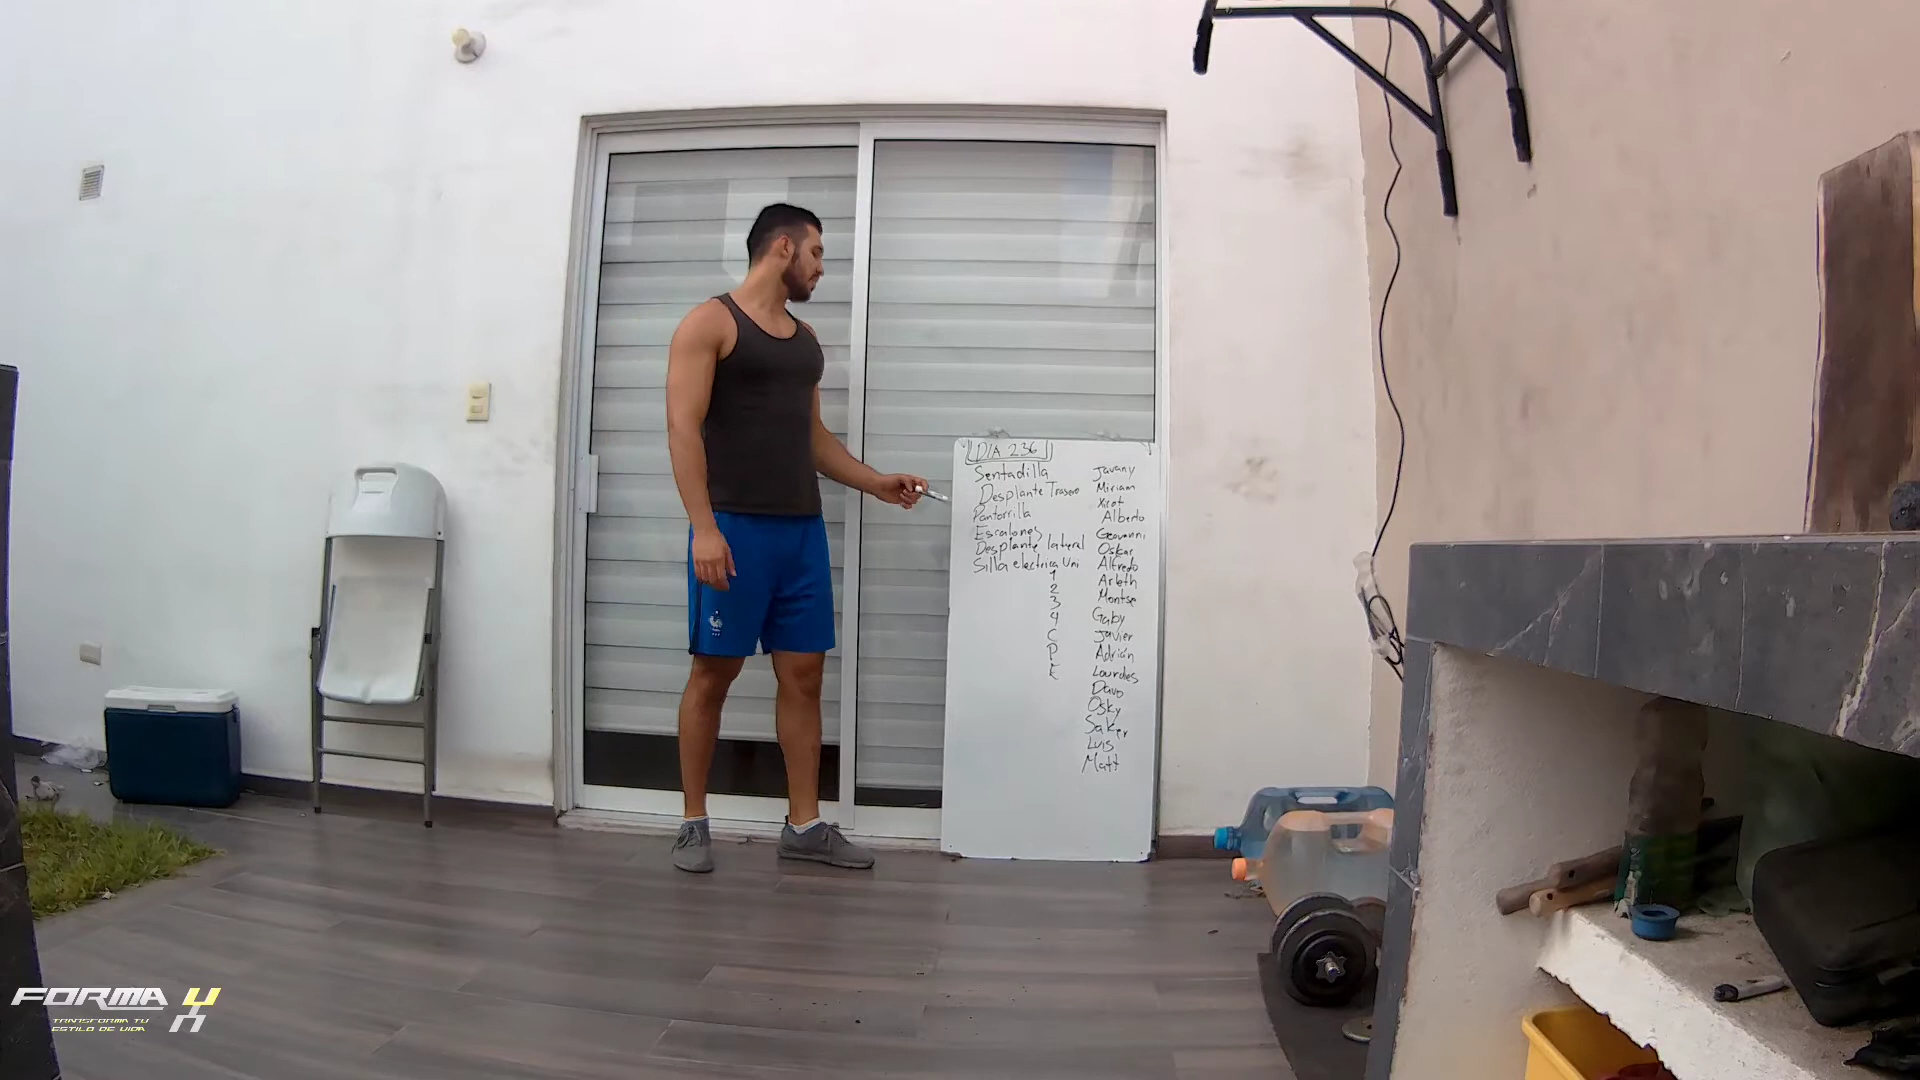 DIA 236
Sentadilla
Desplante Trasero
Pantorrilla
Escalones
Desplante lateral
Silla electrica Uni
1
2
3
4
C
P
E
Javany
Miriam
Xirot
Alberto
Geovanni
Oskar
Alfredo
Arleth
Montse
Gaby
Javier
Adrián
Lourdes
Davo
Osky
Saker
Luis
Matt
FORMA
TRANSFORMA TU
ESTILO DE VIDA